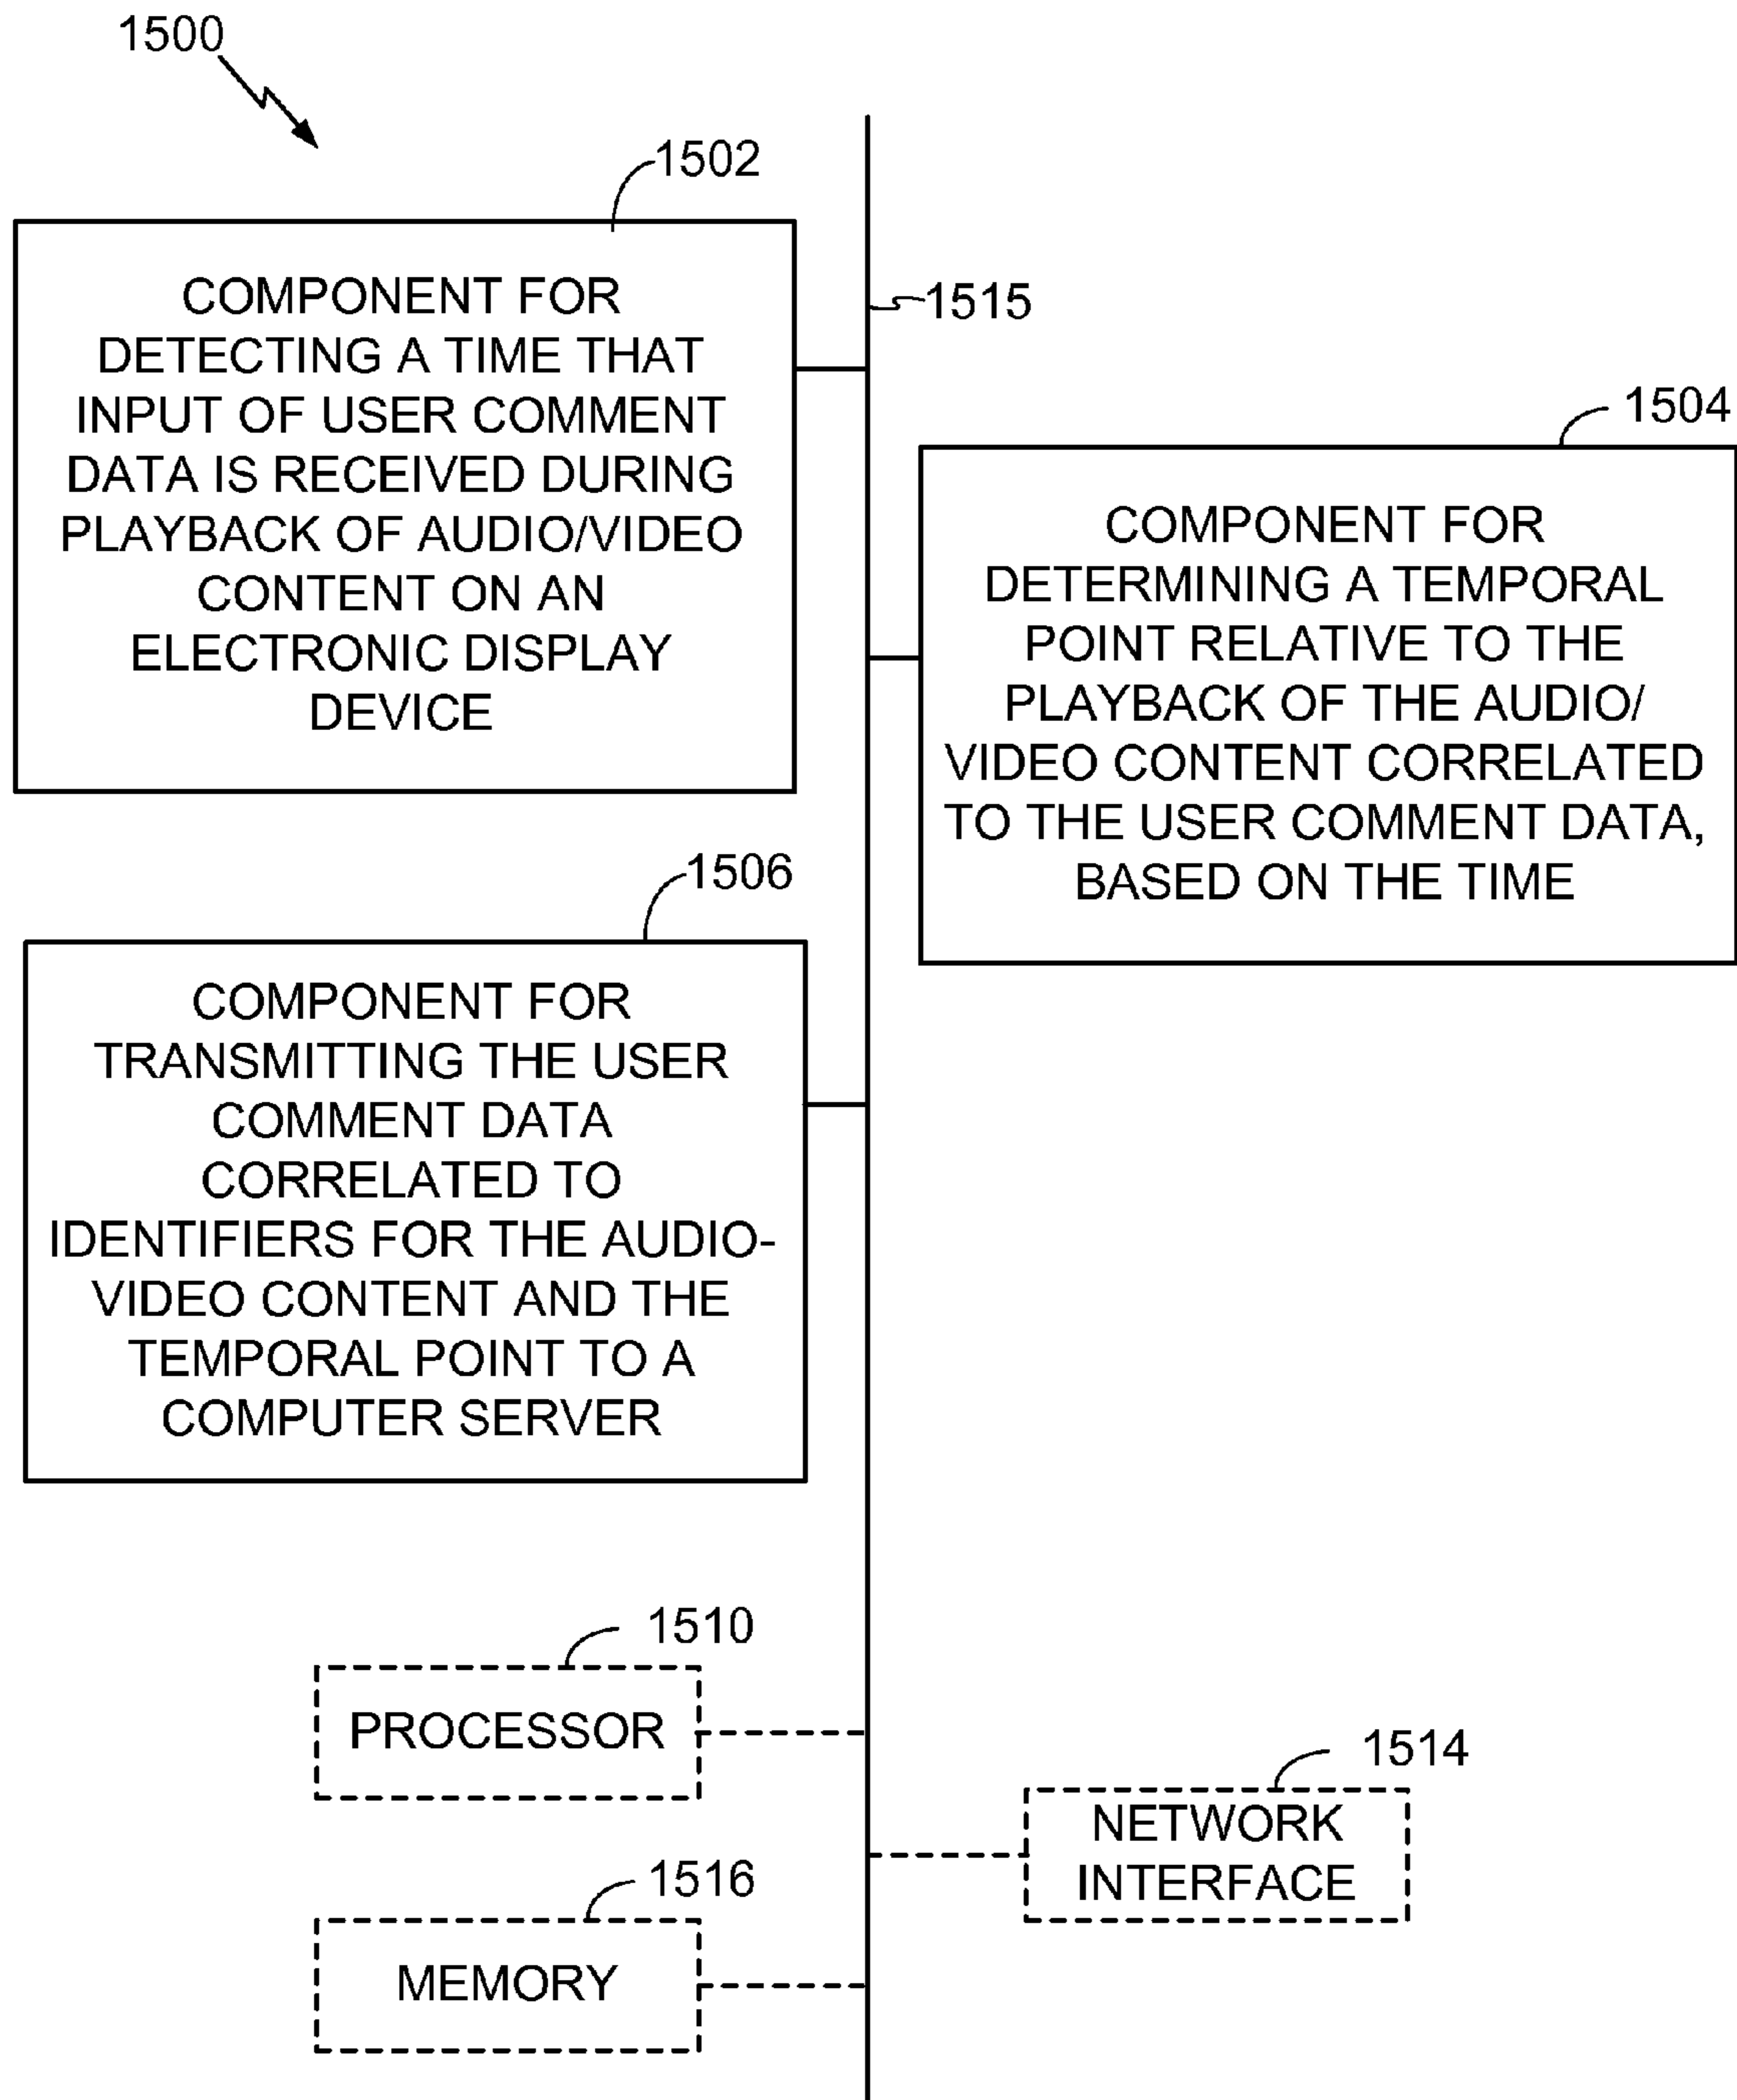 1500
1502
COMPONENT FOR
DETECTING A TIME THAT
INPUT OF USER COMMENT
DATA IS RECEIVED DURING
PLAYBACK OF AUDIO/VIDEO
CONTENT ON AN
ELECTRONIC DISPLAY
DEVICE
1515
1504
COMPONENT FOR
DETERMINING A TEMPORAL
POINT RELATIVE TO THE
PLAYBACK OF THE AUDIO/
VIDEO CONTENT CORRELATED
TO THE USER COMMENT DATA,
BASED ON THE TIME
1506
COMPONENT FOR
TRANSMITTING THE USER
COMMENT DATA
CORRELATED TO
IDENTIFIERS FOR THE AUDIO-
VIDEO CONTENT AND THE
TEMPORAL POINT TO A
COMPUTER SERVER
1510
PROCESSOR
1514
NETWORK
INTERFACE
1516
MEMORY